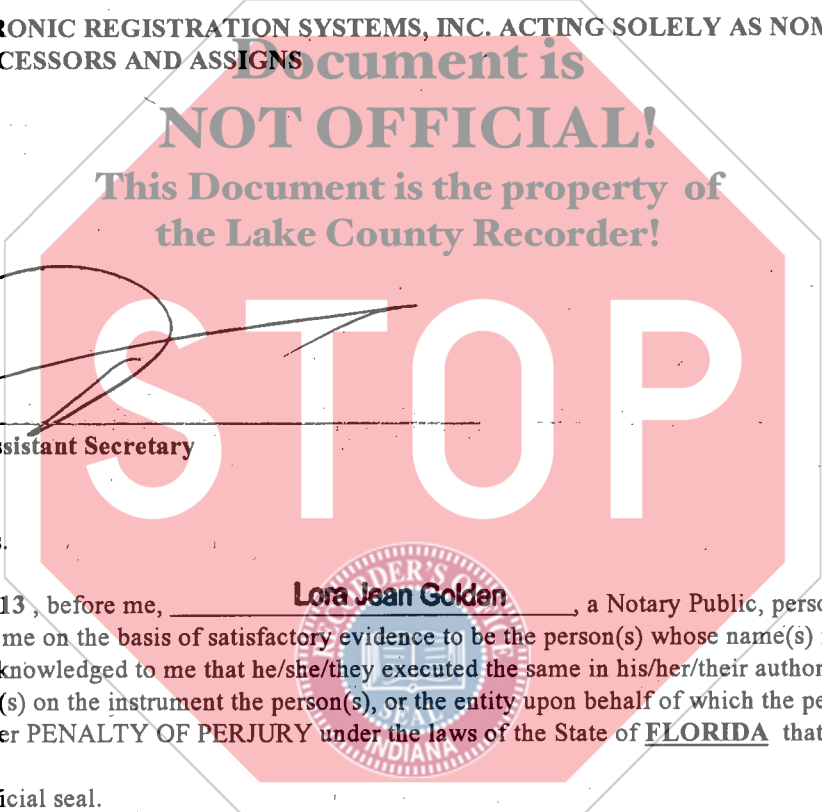 RONIC REGISTRATION SYSTEMS, INC. ACTING SOLELY AS NOM
CESSORS AND ASSIGNS
Document is
NOT OFFICIAL!
This Document is the property of
the Lake County Recorder!
STOP
ssistant Secretary
s.
13 , before me, Lora Jean Golden , a Notary Public, perso
me on the basis of satisfactory evidence to be the person(s) whose name(s)
knowledged to me that he/she/they executed the same in his/her/their author
(s) on the instrument the person(s), or the entity upon behalf of which the pe
er PENALTY OF PERJURY under the laws of the State of FLORIDA that
icial seal.
RECORDER'S OFFICE
SEAL
INDIANA